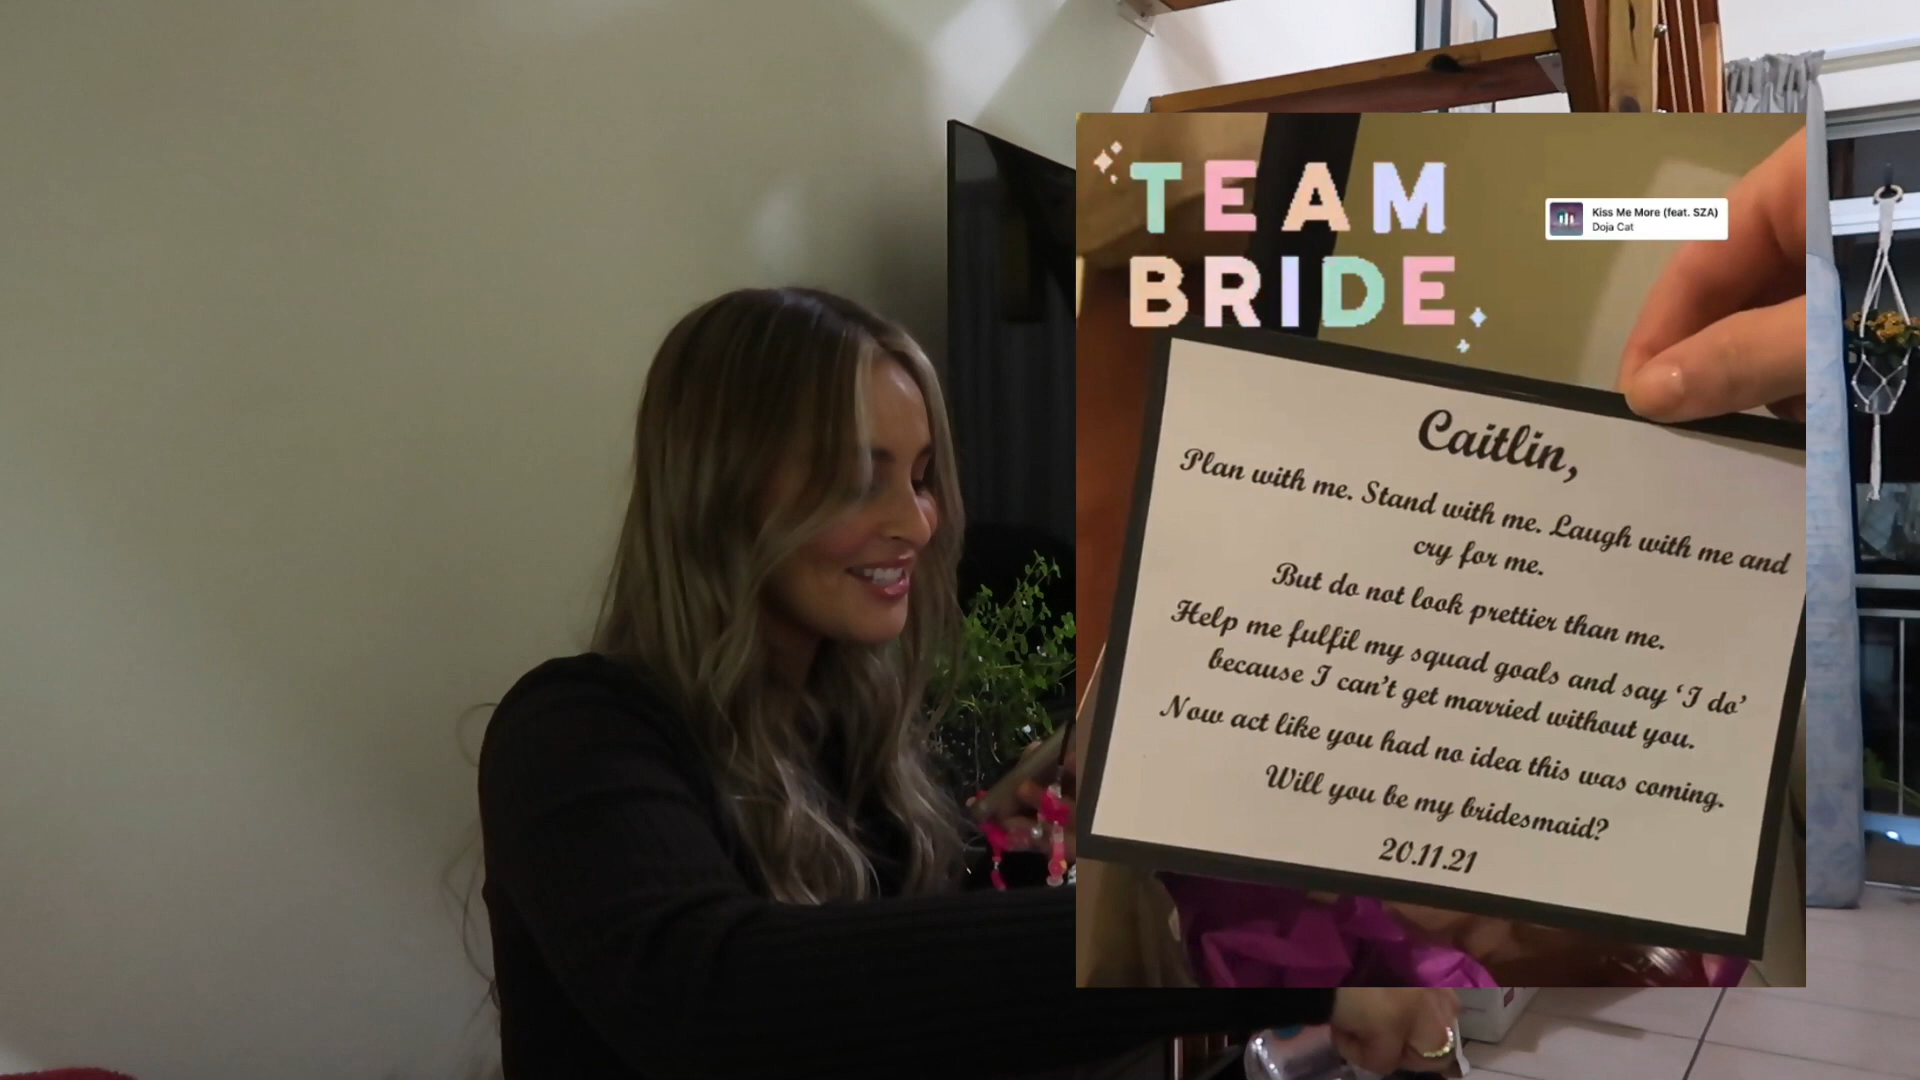 TEAM
BRIDE.
Kiss Me More (feat. SZA)
Doja Cat
Caitlin,
Plan with me. Stand with me. Laugh with me and
cry for me.
But do not look prettier than me.
Help me fulfil my squad goals and say 'I do'
because I can't get married without you.
Now act like you had no idea this was coming.
Will you be my bridesmaid?
20.11.21